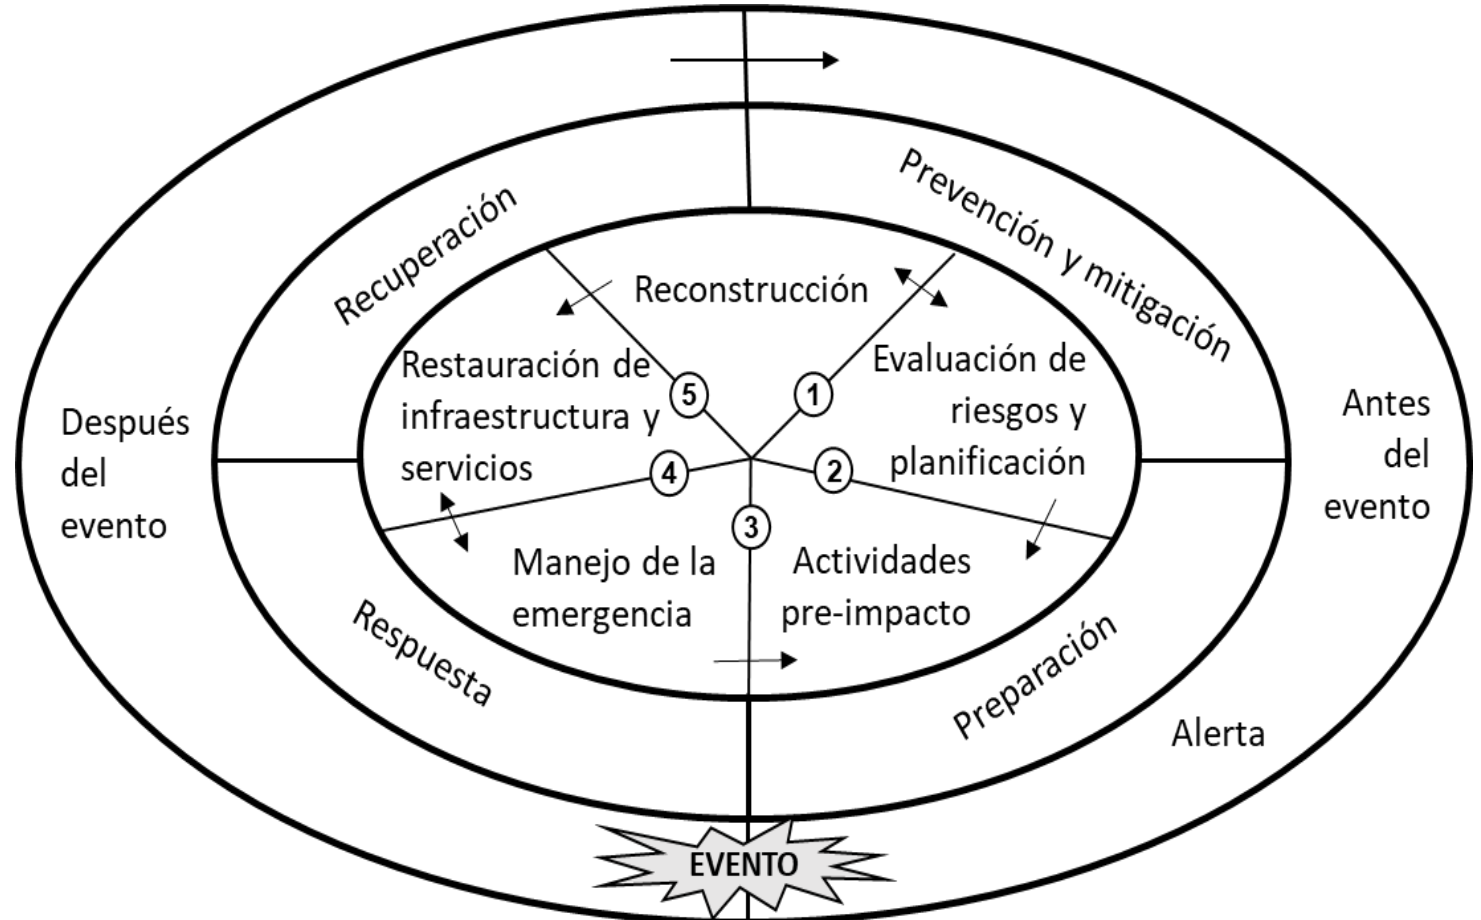 Recuperación
Prevención y mitigación
Reconstrucción
Restauración de
infraestructura y
servicios
5
1
Evaluación de
riesgos y
planificación
Después
del
evento
Antes
del
evento
4
2
3
Manejo de la
emergencia
Actividades
pre-impacto
Respuesta
Preparación
Alerta
EVENTO